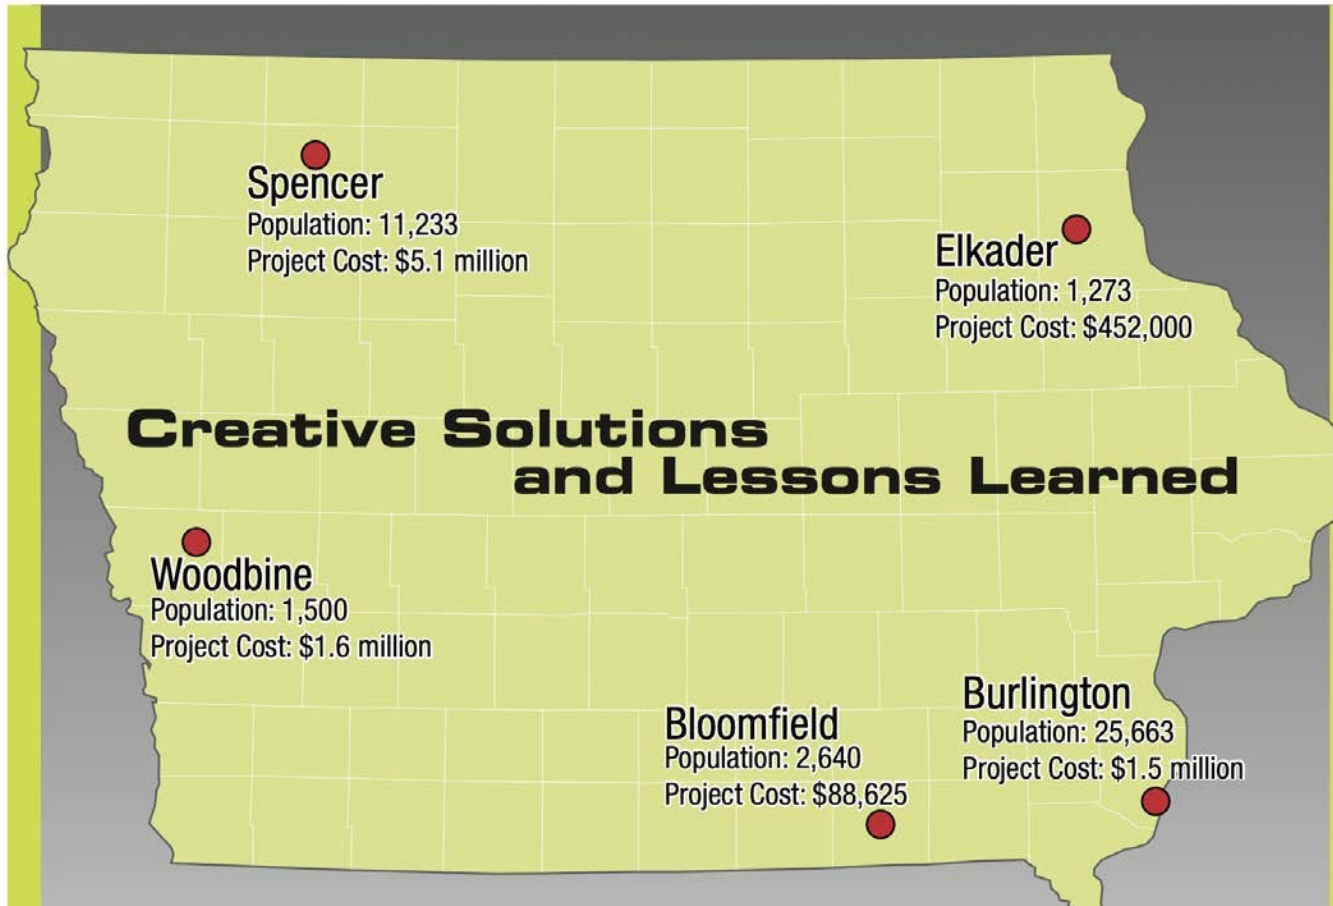 Spencer
Population: 11,233
Project Cost: $5.1 million
Elkader
Population: 1,273
Project Cost: $452,000
Creative Solutions
and Lessons Learned
Woodbine
Population: 1,500
Project Cost: $1.6 million
Bloomfield
Population: 2,640
Project Cost: $88,625
Burlington
Population: 25,663
Project Cost: $1.5 million